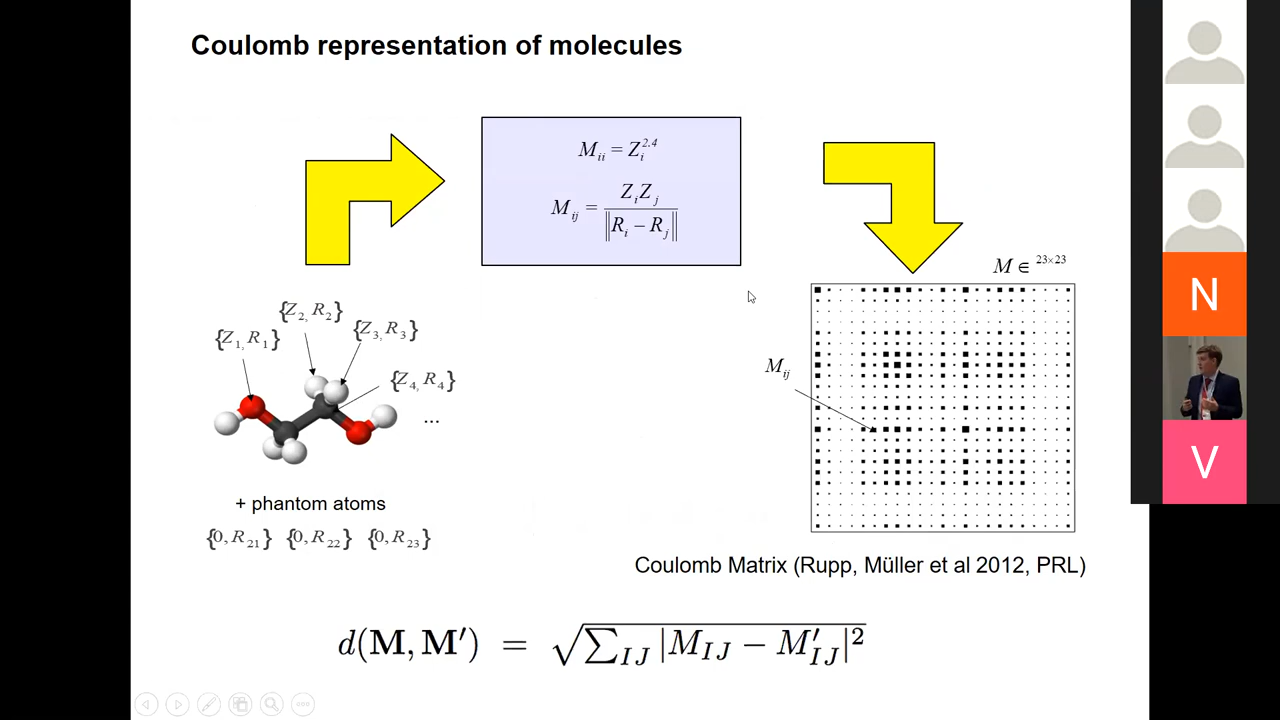 Coulomb representation of molecules
M_ii = Z_i^2.4
M_ij = Z_i Z_j / ‖R_i − R_j‖
M ∈ ^23×23
{Z_1, R_1}
{Z_2, R_2}
{Z_3, R_3}
{Z_4, R_4}
...
M_ij
+ phantom atoms
{0, R_21} {0, R_22} {0, R_23}
Coulomb Matrix (Rupp, Müller et al 2012, PRL)
d(M, M′) = √∑_IJ |M_IJ − M′_IJ|^2
N
V